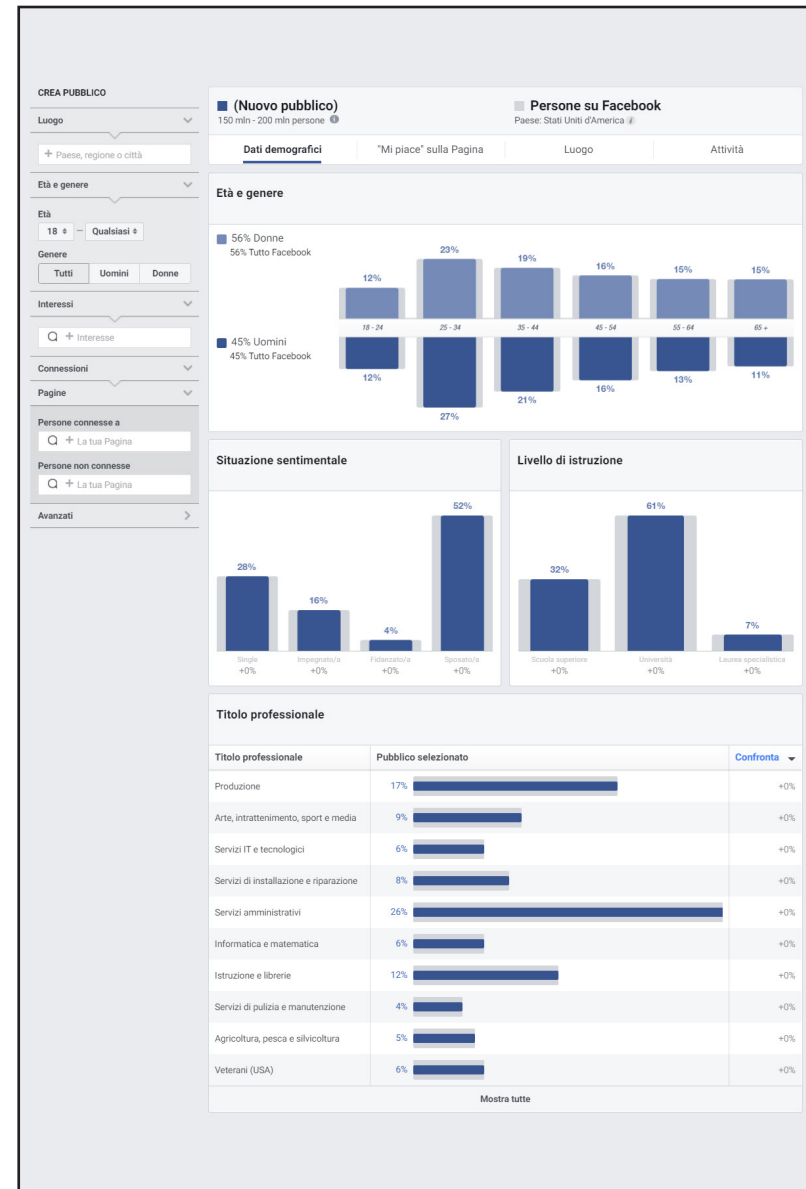 CREA PUBBLICO
Luogo
+ Paese, regione o città
Età e genere
Età
18 – Qualsiasi
Genere
Tutti Uomini Donne
Interessi
+ Interesse
Connessioni
Pagine
Persone connesse a
+ La tua Pagina
Persone non connesse
+ La tua Pagina
Avanzati
(Nuovo pubblico)
150 mln - 200 mln persone
Persone su Facebook
Paese: Stati Uniti d'America
Dati demografici "Mi piace" sulla Pagina Luogo Attività
Età e genere
56% Donne
56% Tutto Facebook
12% 23% 19% 16% 15% 15%
18 - 24 25 - 34 35 - 44 45 - 54 55 - 64 65 +
45% Uomini
45% Tutto Facebook
12% 27% 21% 16% 13% 11%
Situazione sentimentale
28% 16% 4% 52%
Single Impegnato/a Fidanzato/a Sposato/a
+0% +0% +0% +0%
Livello di istruzione
32% 61% 7%
Scuola superiore Università Laurea specialistica
+0% +0% +0%
Titolo professionale
Titolo professionale Pubblico selezionato Confronta
Produzione 17% +0%
Arte, intrattenimento, sport e media 9% +0%
Servizi IT e tecnologici 6% +0%
Servizi di installazione e riparazione 8% +0%
Servizi amministrativi 26% +0%
Informatica e matematica 6% +0%
Istruzione e librerie 12% +0%
Servizi di pulizia e manutenzione 4% +0%
Agricoltura, pesca e silvicoltura 5% +0%
Veterani (USA) 6% +0%
Mostra tutte